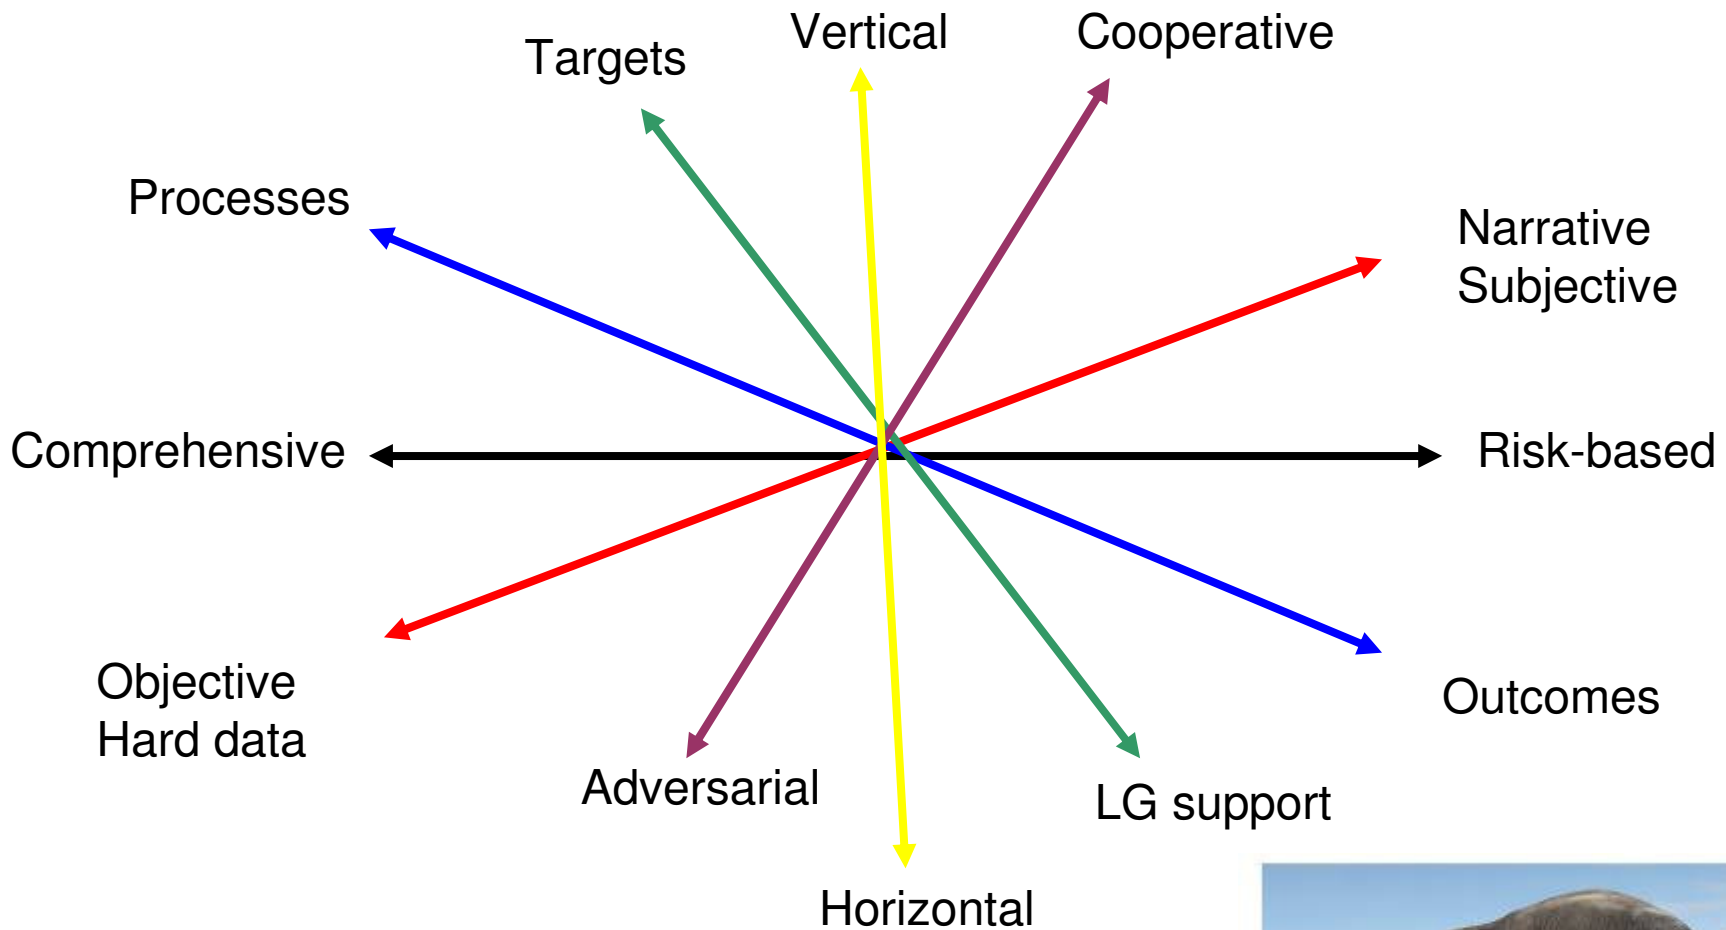 Vertical
Cooperative
Targets
Processes
Narrative
Subjective
Comprehensive
Risk-based
Objective
Hard data
Outcomes
Adversarial
LG support
Horizontal